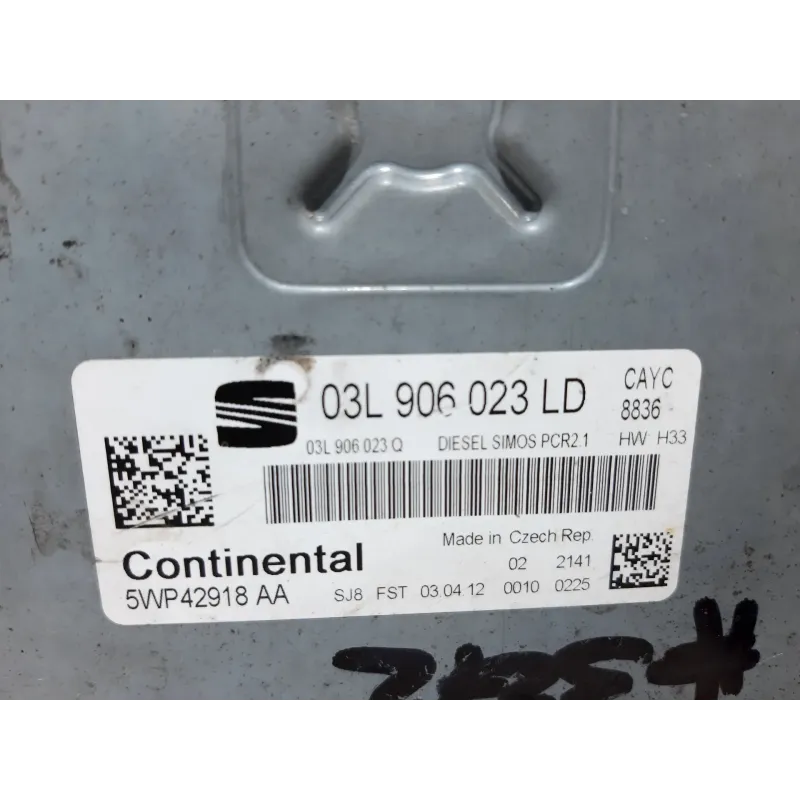 03L 906 023 LD CAYC
8836
03L 906 023 Q DIESEL SIMOS PCR2.1 HW H33
Continental Made in Czech Rep.
02 2141
5WP42918 AA SJ8 FST 03.04.12 0010 0225